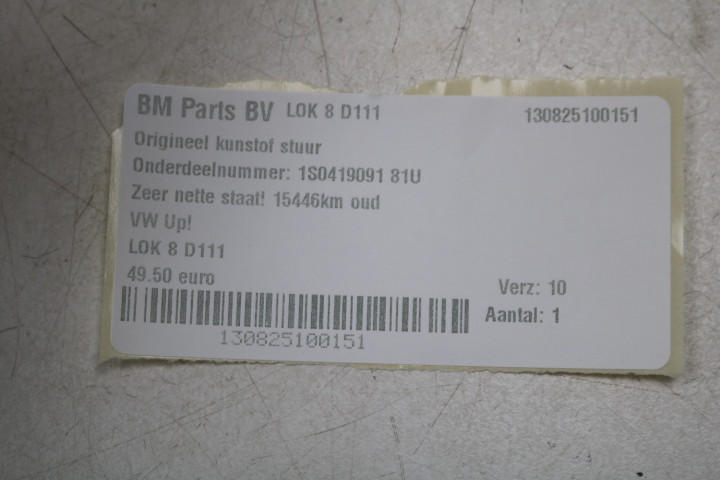 BM Parts BV LOK 8 D111 130825100151
Origineel kunstof stuur
Onderdeelnummer: 1S0419091 81U
Zeer nette staat! 15446km oud
VW Up!
LOK 8 D111
49.50 euro Verz: 10
Aantal: 1
130825100151